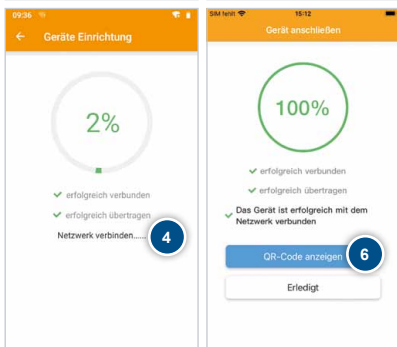 09:36
← Geräte Einrichtung
2%
✓ erfolgreich verbunden
✓ erfolgreich übertragen
Netzwerk verbinden......
4
SIM fehlt 15:12
Gerät anschließen
100%
✓ erfolgreich verbunden
✓ erfolgreich übertragen
✓ Das Gerät ist erfolgreich mit dem
Netzwerk verbunden
QR-Code anzeigen
6
Erledigt